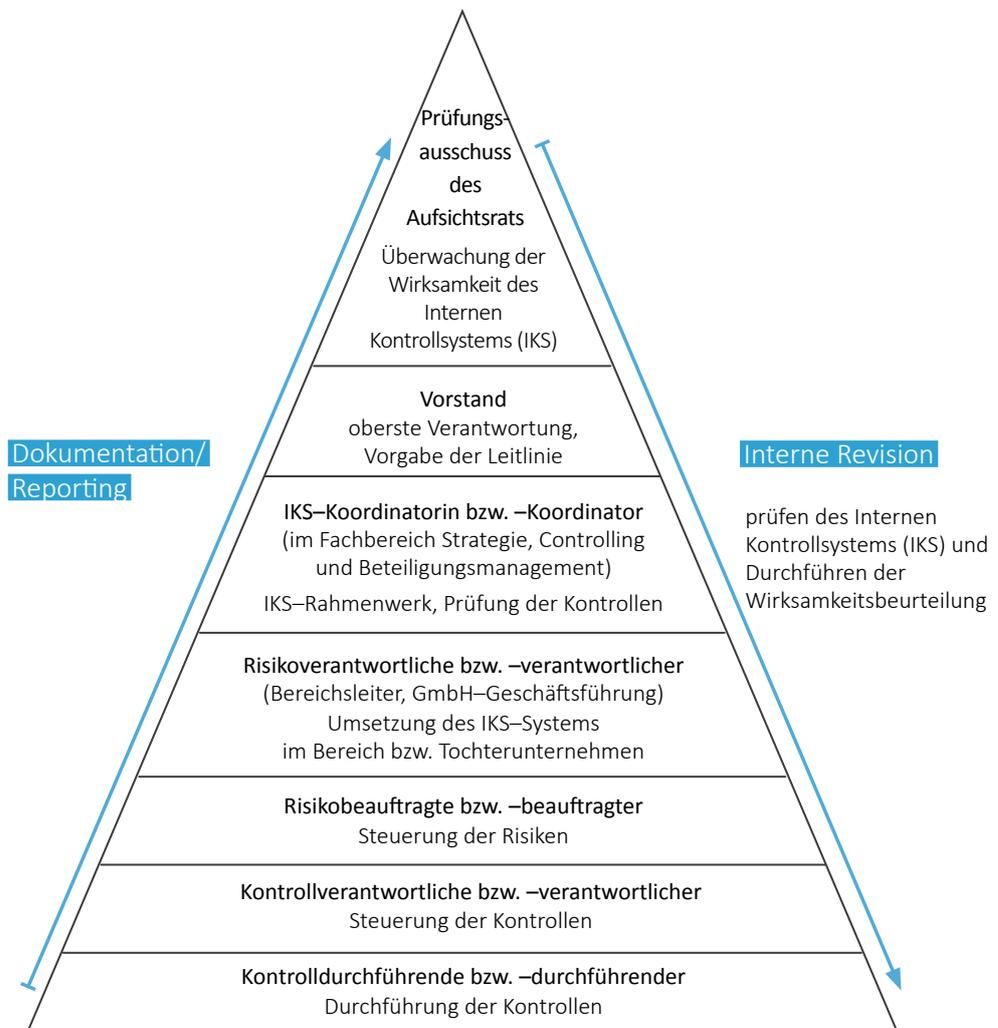 Prüfungs-
ausschuss
des
Aufsichtsrats
Überwachung der
Wirksamkeit des
Internen
Kontrollsystems (IKS)
Vorstand
oberste Verantwortung,
Vorgabe der Leitlinie
Dokumentation/
Reporting
Interne Revision
prüfen des Internen
Kontrollsystems (IKS) und
Durchführen der
Wirksamkeitsbeurteilung
IKS–Koordinatorin bzw. –Koordinator
(im Fachbereich Strategie, Controlling
und Beteiligungsmanagement)
IKS–Rahmenwerk, Prüfung der Kontrollen
Risikoverantwortliche bzw. –verantwortlicher
(Bereichsleiter, GmbH–Geschäftsführung)
Umsetzung des IKS–Systems
im Bereich bzw. Tochterunternehmen
Risikobeauftragte bzw. –beauftragter
Steuerung der Risiken
Kontrollverantwortliche bzw. –verantwortlicher
Steuerung der Kontrollen
Kontrolldurchführende bzw. –durchführender
Durchführung der Kontrollen